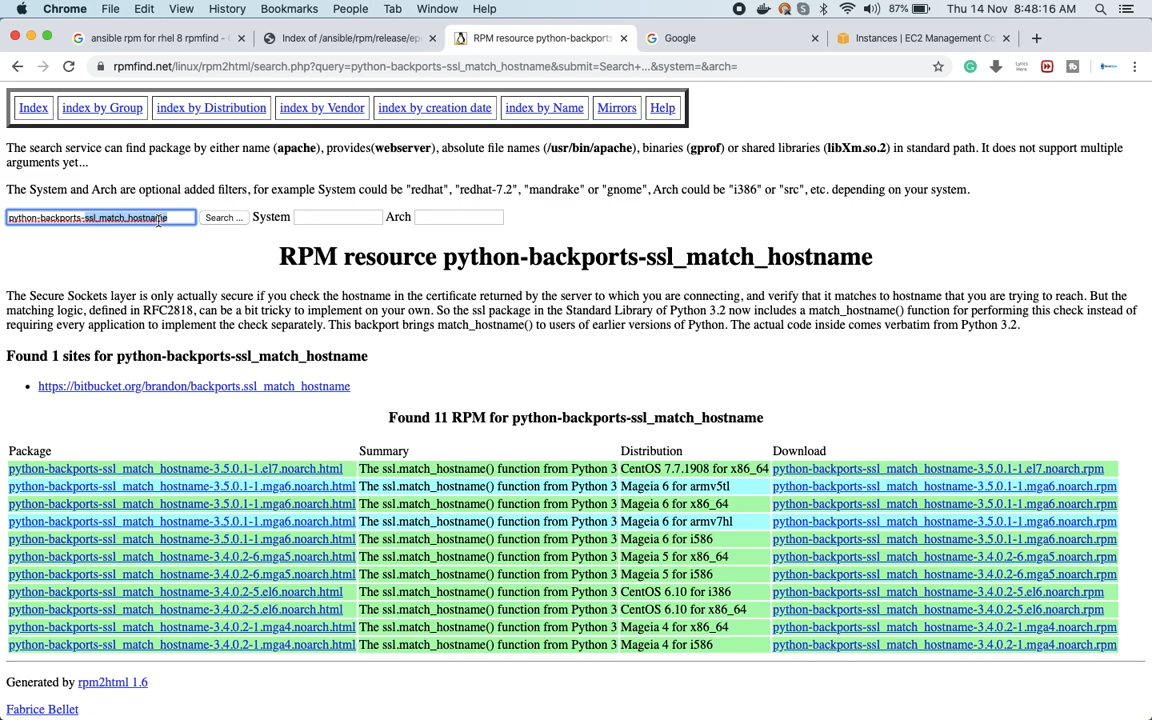 Chrome File Edit View History Bookmarks People Tab Window Help 87% Thu 14 Nov 8:48:16 AM
ansible rpm for rhel 8 rpmfind - Index of /ansible/rpm/release/ep RPM resource python-backports- Google Instances | EC2 Management Co
rpmfind.net/linux/rpm2html/search.php?query=python-backports-ssl_match_hostname&submit=Search+...&system=&arch=
Index index by Group index by Distribution index by Vendor index by creation date index by Name Mirrors Help
The search service can find package by either name (apache), provides(webserver), absolute file names (/usr/bin/apache), binaries (gprof) or shared libraries (libXm.so.2) in standard path. It does not support multiple
arguments yet...
The System and Arch are optional added filters, for example System could be "redhat", "redhat-7.2", "mandrake" or "gnome", Arch could be "i386" or "src", etc. depending on your system.
python-backports-ssl_match_hostname Search ... System Arch
RPM resource python-backports-ssl_match_hostname
The Secure Sockets layer is only actually secure if you check the hostname in the certificate returned by the server to which you are connecting, and verify that it matches to hostname that you are trying to reach. But the
matching logic, defined in RFC2818, can be a bit tricky to implement on your own. So the ssl package in the Standard Library of Python 3.2 now includes a match_hostname() function for performing this check instead of
requiring every application to implement the check separately. This backport brings match_hostname() to users of earlier versions of Python. The actual code inside comes verbatim from Python 3.2.
Found 1 sites for python-backports-ssl_match_hostname
• https://bitbucket.org/brandon/backports.ssl_match_hostname
Found 11 RPM for python-backports-ssl_match_hostname
Package Summary Distribution Download
python-backports-ssl_match_hostname-3.5.0.1-1.el7.noarch.html The ssl.match_hostname() function from Python 3 CentOS 7.7.1908 for x86_64 python-backports-ssl_match_hostname-3.5.0.1-1.el7.noarch.rpm
python-backports-ssl_match_hostname-3.5.0.1-1.mga6.noarch.html The ssl.match_hostname() function from Python 3 Mageia 6 for armv5tl python-backports-ssl_match_hostname-3.5.0.1-1.mga6.noarch.rpm
python-backports-ssl_match_hostname-3.5.0.1-1.mga6.noarch.html The ssl.match_hostname() function from Python 3 Mageia 6 for x86_64 python-backports-ssl_match_hostname-3.5.0.1-1.mga6.noarch.rpm
python-backports-ssl_match_hostname-3.5.0.1-1.mga6.noarch.html The ssl.match_hostname() function from Python 3 Mageia 6 for armv7hl python-backports-ssl_match_hostname-3.5.0.1-1.mga6.noarch.rpm
python-backports-ssl_match_hostname-3.5.0.1-1.mga6.noarch.html The ssl.match_hostname() function from Python 3 Mageia 6 for i586 python-backports-ssl_match_hostname-3.5.0.1-1.mga6.noarch.rpm
python-backports-ssl_match_hostname-3.4.0.2-6.mga5.noarch.html The ssl.match_hostname() function from Python 3 Mageia 5 for x86_64 python-backports-ssl_match_hostname-3.4.0.2-6.mga5.noarch.rpm
python-backports-ssl_match_hostname-3.4.0.2-6.mga5.noarch.html The ssl.match_hostname() function from Python 3 Mageia 5 for i586 python-backports-ssl_match_hostname-3.4.0.2-6.mga5.noarch.rpm
python-backports-ssl_match_hostname-3.4.0.2-5.el6.noarch.html The ssl.match_hostname() function from Python 3 CentOS 6.10 for i386 python-backports-ssl_match_hostname-3.4.0.2-5.el6.noarch.rpm
python-backports-ssl_match_hostname-3.4.0.2-5.el6.noarch.html The ssl.match_hostname() function from Python 3 CentOS 6.10 for x86_64 python-backports-ssl_match_hostname-3.4.0.2-5.el6.noarch.rpm
python-backports-ssl_match_hostname-3.4.0.2-1.mga4.noarch.html The ssl.match_hostname() function from Python 3 Mageia 4 for x86_64 python-backports-ssl_match_hostname-3.4.0.2-1.mga4.noarch.rpm
python-backports-ssl_match_hostname-3.4.0.2-1.mga4.noarch.html The ssl.match_hostname() function from Python 3 Mageia 4 for i586 python-backports-ssl_match_hostname-3.4.0.2-1.mga4.noarch.rpm
Generated by rpm2html 1.6
Fabrice Bellet